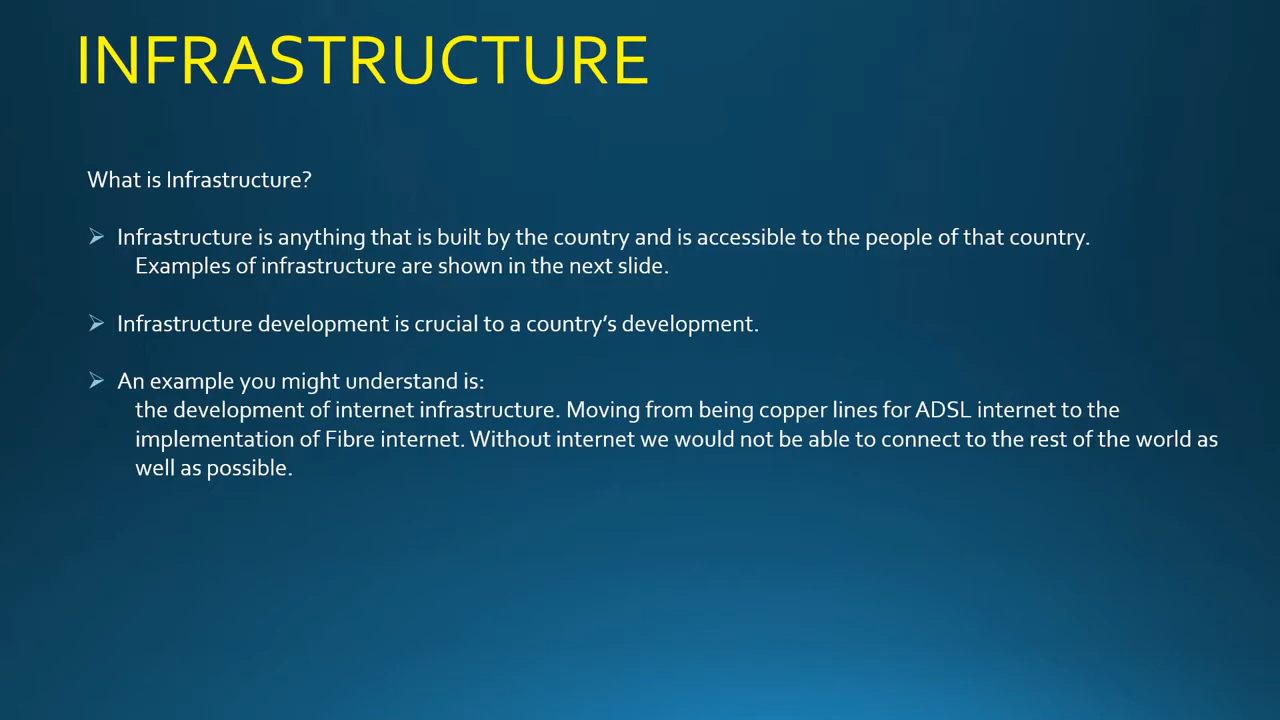 INFRASTRUCTURE
What is Infrastructure?
➢ Infrastructure is anything that is built by the country and is accessible to the people of that country.
Examples of infrastructure are shown in the next slide.
➢ Infrastructure development is crucial to a country’s development.
➢ An example you might understand is:
the development of internet infrastructure. Moving from being copper lines for ADSL internet to the
implementation of Fibre internet. Without internet we would not be able to connect to the rest of the world as
well as possible.